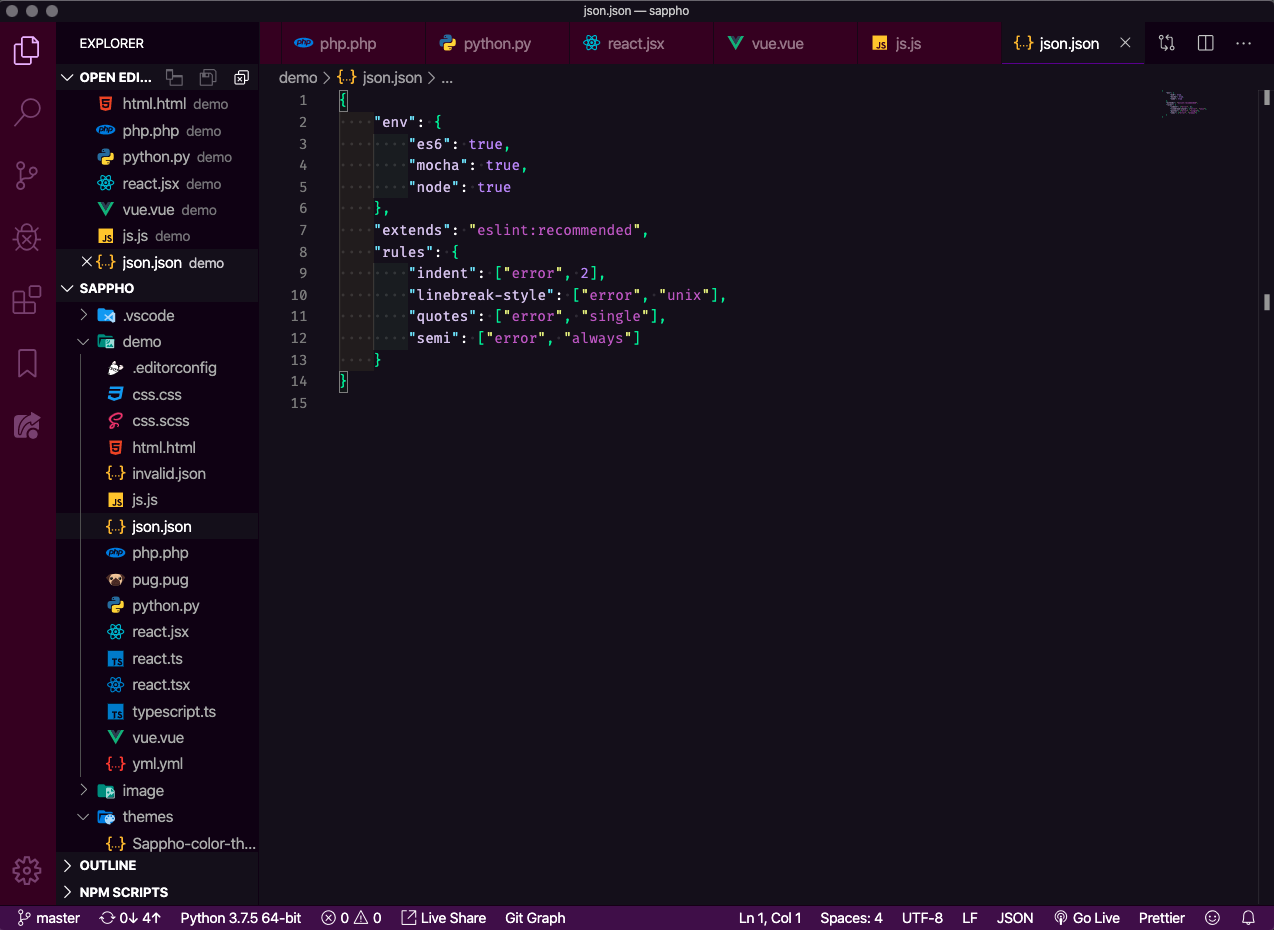 json.json — sappho
EXPLORER
OPEN EDI...
html.html demo
php.php demo
python.py demo
react.jsx demo
vue.vue demo
js.js demo
json.json demo
SAPPHO
.vscode
demo
.editorconfig
css.css
css.scss
html.html
invalid.json
js.js
json.json
php.php
pug.pug
python.py
react.jsx
react.ts
react.tsx
typescript.ts
vue.vue
yml.yml
image
themes
Sappho-color-th...
OUTLINE
NPM SCRIPTS
php.php python.py react.jsx vue.vue js.js json.json
demo > {..} json.json > ...
1 {
2 "env": {
3 "es6": true,
4 "mocha": true,
5 "node": true
6 },
7 "extends": "eslint:recommended",
8 "rules": {
9 "indent": ["error", 2],
10 "linebreak-style": ["error", "unix"],
11 "quotes": ["error", "single"],
12 "semi": ["error", "always"]
13 }
14 }
15
master 0↓ 4↑ Python 3.7.5 64-bit 0 0 Live Share Git Graph Ln 1, Col 1 Spaces: 4 UTF-8 LF JSON Go Live Prettier